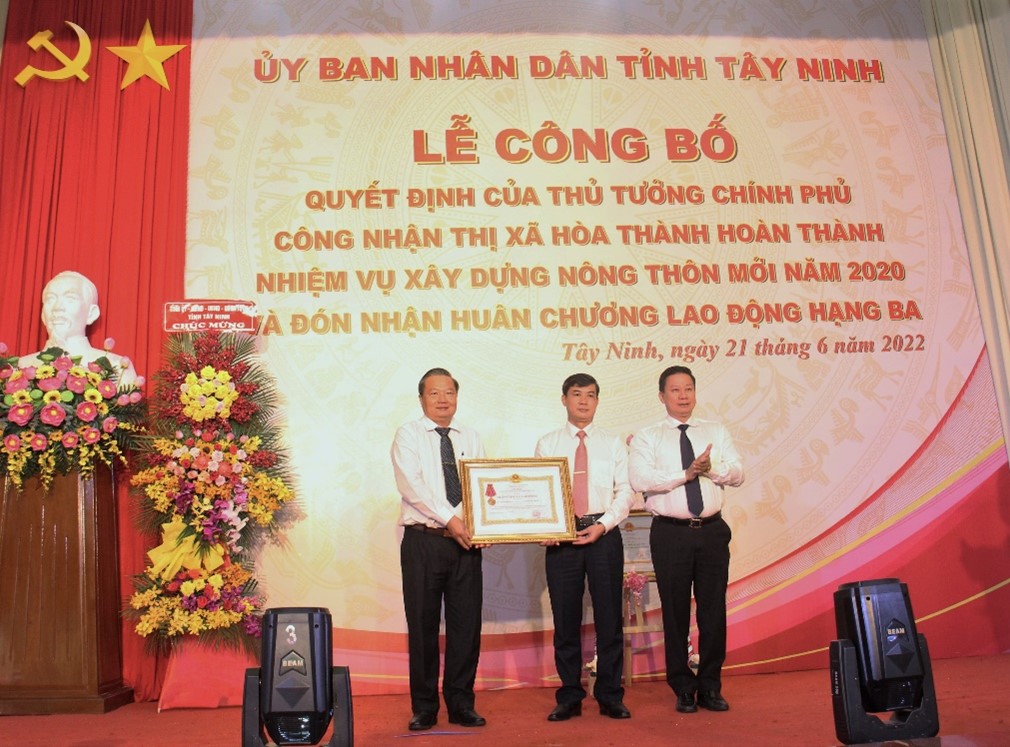 ỦY BAN NHÂN DÂN TỈNH TÂY NINH
LỄ CÔNG BỐ
QUYẾT ĐỊNH CỦA THỦ TƯỚNG CHÍNH PHỦ
CÔNG NHẬN THỊ XÃ HÒA THÀNH HOÀN THÀNH
NHIỆM VỤ XÂY DỰNG NÔNG THÔN MỚI NĂM 2020
VÀ ĐÓN NHẬN HUÂN CHƯƠNG LAO ĐỘNG HẠNG BA
Tây Ninh, ngày 21 tháng 6 năm 2022
TỈNH TÂY NINH
CHÚC MỪNG
3
BEAM
BEAM